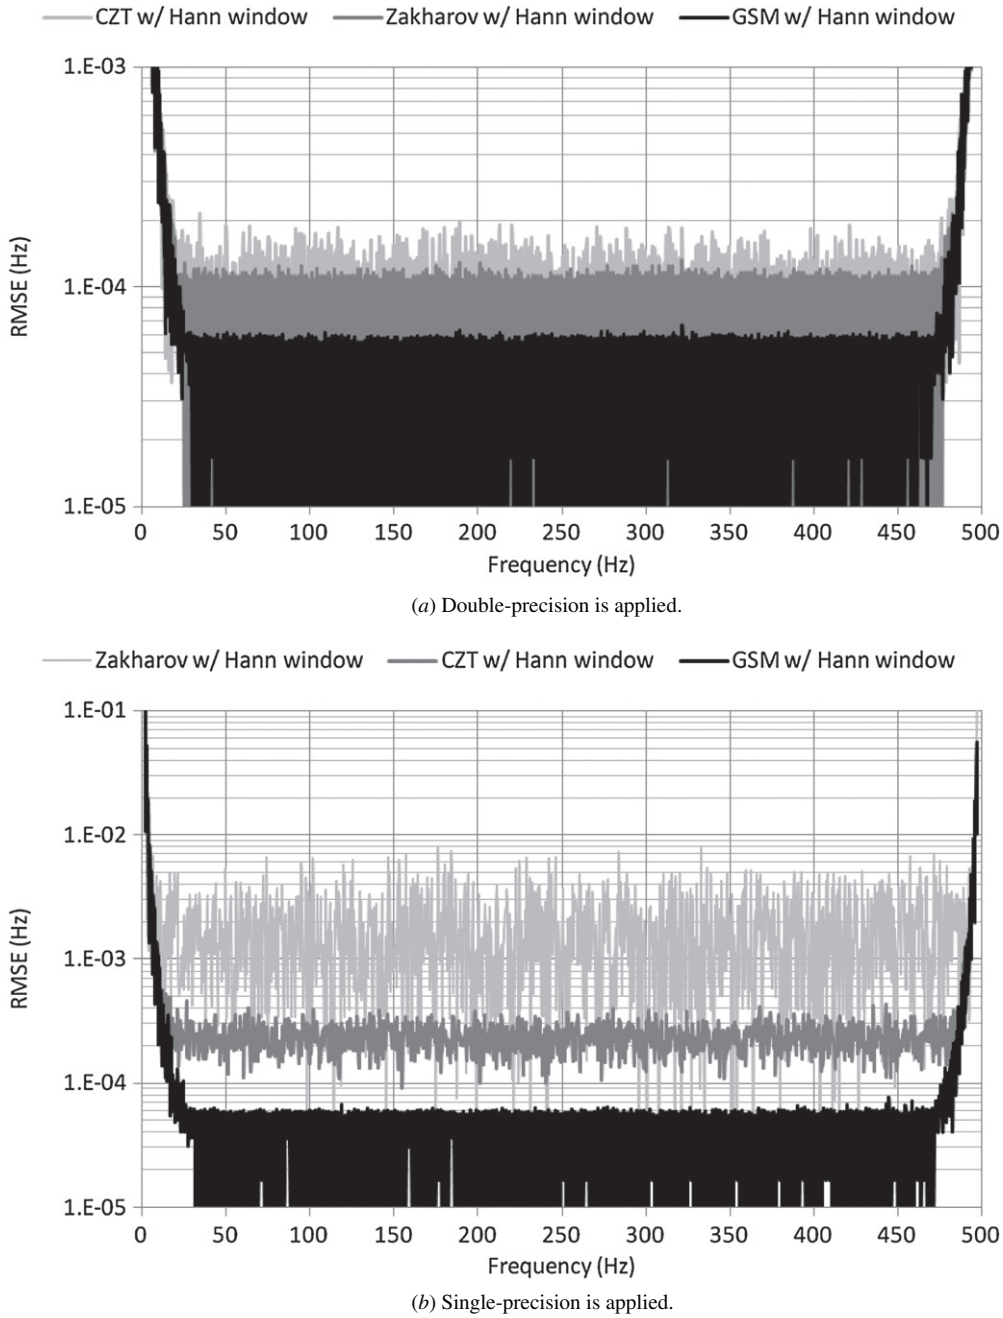 CZT w/ Hann window Zakharov w/ Hann window GSM w/ Hann window
1.E-03
1.E-04
1.E-05
RMSE (Hz)
0 50 100 150 200 250 300 350 400 450 500
Frequency (Hz)
(a) Double-precision is applied.
Zakharov w/ Hann window CZT w/ Hann window GSM w/ Hann window
1.E-01
1.E-02
1.E-03
1.E-04
1.E-05
RMSE (Hz)
0 50 100 150 200 250 300 350 400 450 500
Frequency (Hz)
(b) Single-precision is applied.